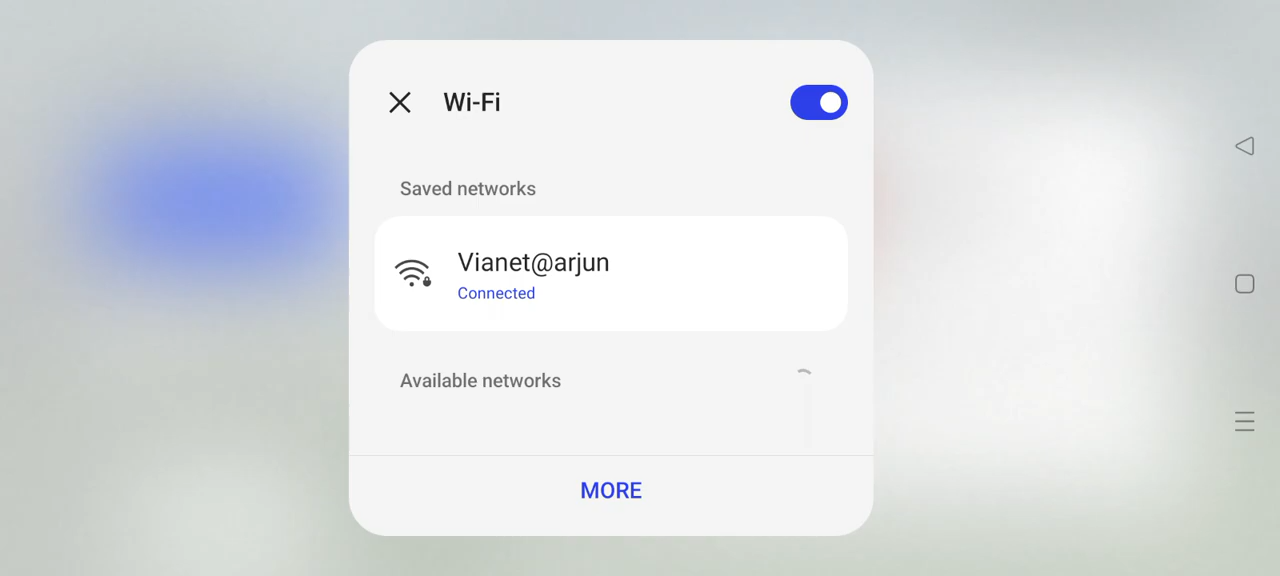 Wi-Fi
Saved networks
Vianet@arjun
Connected
Available networks
MORE